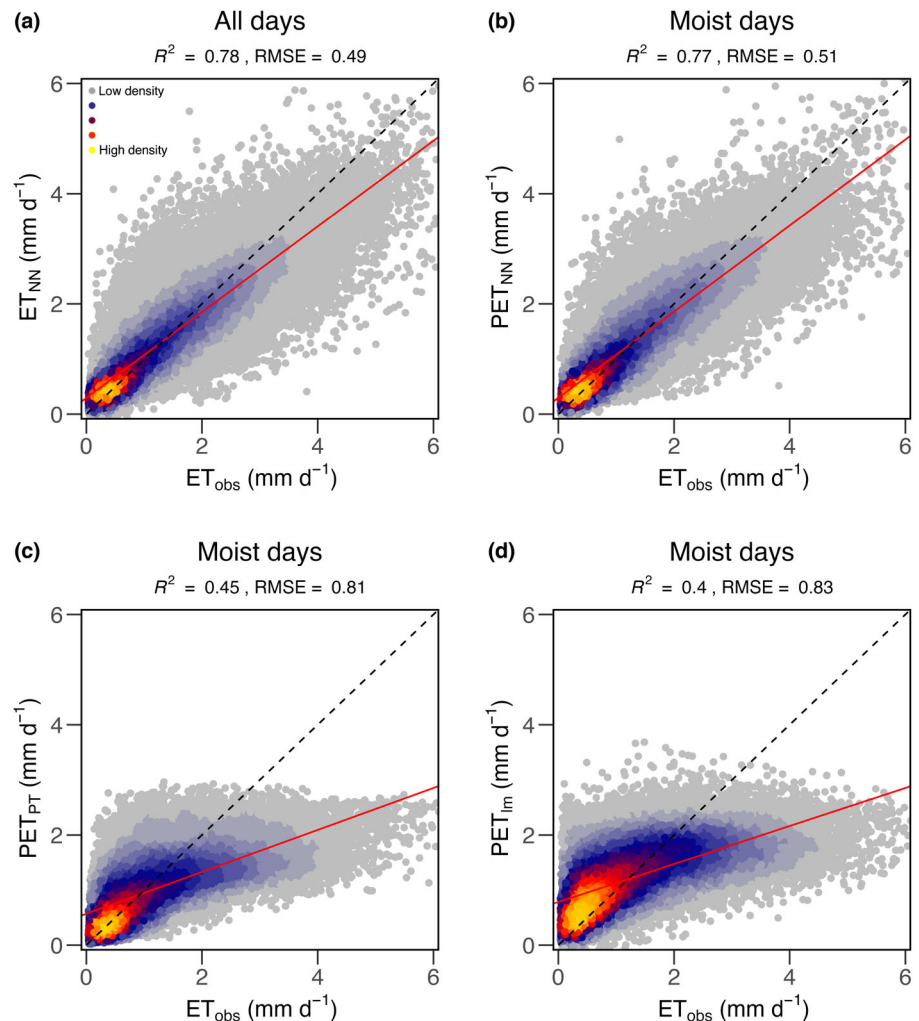 (a) All days
R² = 0.78 , RMSE = 0.49
6
4
2
0
ET_NN (mm d⁻¹)
Low density
High density
0 2 4 6
ET_obs (mm d⁻¹)
(b) Moist days
R² = 0.77 , RMSE = 0.51
6
4
2
0
PET_NN (mm d⁻¹)
0 2 4 6
ET_obs (mm d⁻¹)
(c) Moist days
R² = 0.45 , RMSE = 0.81
6
4
2
0
PET_PT (mm d⁻¹)
0 2 4 6
ET_obs (mm d⁻¹)
(d) Moist days
R² = 0.4 , RMSE = 0.83
6
4
2
0
PET_lm (mm d⁻¹)
0 2 4 6
ET_obs (mm d⁻¹)